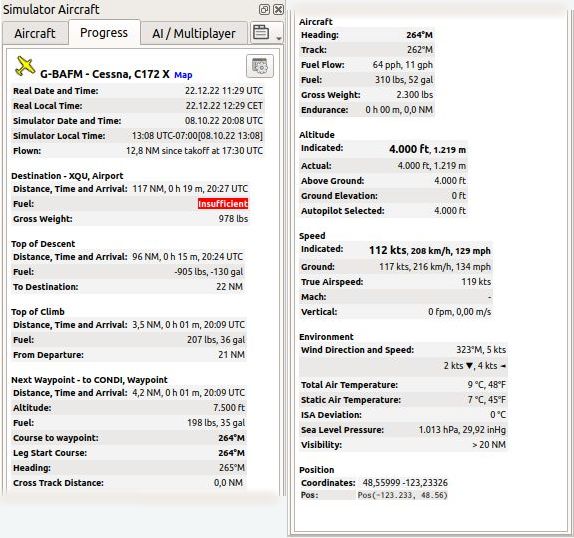 Simulator Aircraft
Aircraft
Progress
AI / Multiplayer
G-BAFM - Cessna, C172 X Map
Real Date and Time: 22.12.22 11:29 UTC
Real Local Time: 22.12.22 12:29 CET
Simulator Date and Time: 08.10.22 20:08 UTC
Simulator Local Time: 13:08 UTC-07:00[08.10.22 13:08]
Flown: 12,8 NM since takoff at 17:30 UTC
Destination - XQU, Airport
Distance, Time and Arrival: 117 NM, 0 h 19 m, 20:27 UTC
Fuel: Insufficient
Gross Weight: 978 lbs
Top of Descent
Distance, Time and Arrival: 96 NM, 0 h 15 m, 20:24 UTC
Fuel: -905 lbs, -130 gal
To Destination: 22 NM
Top of Climb
Distance, Time and Arrival: 3,5 NM, 0 h 01 m, 20:09 UTC
Fuel: 207 lbs, 36 gal
From Departure: 21 NM
Next Waypoint - to CONDI, Waypoint
Distance, Time and Arrival: 4,2 NM, 0 h 01 m, 20:09 UTC
Altitude: 7.500 ft
Fuel: 198 lbs, 35 gal
Course to waypoint: 264°M
Leg Start Course: 264°M
Heading: 265°M
Cross Track Distance: 0,0 NM
Aircraft
Heading: 264°M
Track: 262°M
Fuel Flow: 64 pph, 11 gph
Fuel: 310 lbs, 52 gal
Gross Weight: 2.300 lbs
Endurance: 0 h 00 m, 0,0 NM
Altitude
Indicated: 4.000 ft, 1.219 m
Actual: 4.000 ft, 1.219 m
Above Ground: 4.000 ft
Ground Elevation: 0 ft
Autopilot Selected: 4.000 ft
Speed
Indicated: 112 kts, 208 km/h, 129 mph
Ground: 117 kts, 216 km/h, 134 mph
True Airspeed: 119 kts
Mach: -
Vertical: 0 fpm, 0,00 m/s
Environment
Wind Direction and Speed: 323°M, 5 kts
2 kts ▼, 4 kts ◄
Total Air Temperature: 9 °C, 48°F
Static Air Temperature: 7 °C, 45°F
ISA Deviation: 0 °C
Sea Level Pressure: 1.013 hPa, 29,92 inHg
Visibility: > 20 NM
Position
Coordinates: 48,55999 -123,23326
Pos: Pos(-123.233, 48.56)